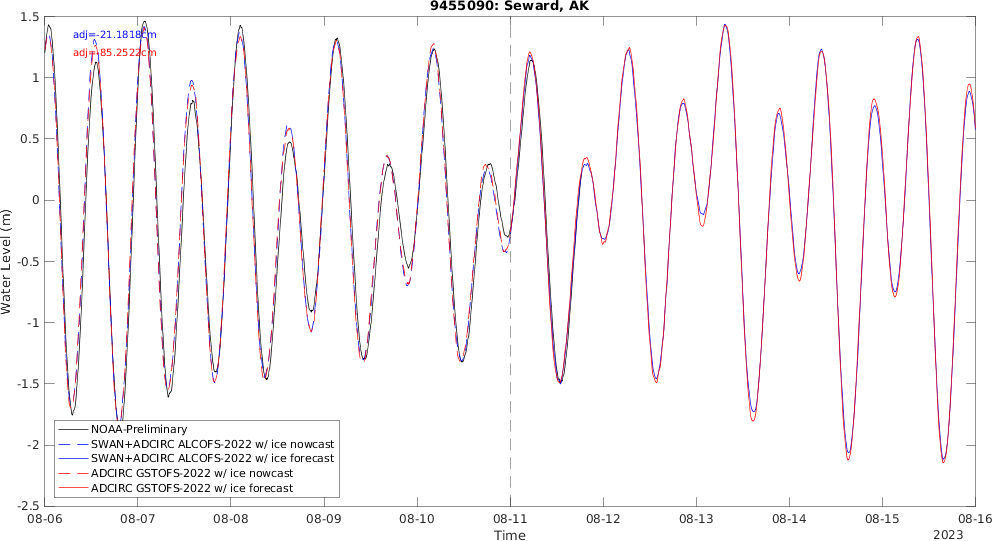 9455090: Seward, AK
adj=-21.1818cm
adj=-85.2522cm
Water Level (m)
1.5
1
0.5
0
-0.5
-1
-1.5
-2
-2.5
NOAA-Preliminary
SWAN+ADCIRC ALCOFS-2022 w/ ice nowcast
SWAN+ADCIRC ALCOFS-2022 w/ ice forecast
ADCIRC GSTOFS-2022 w/ ice nowcast
ADCIRC GSTOFS-2022 w/ ice forecast
08-06 08-07 08-08 08-09 08-10 08-11 08-12 08-13 08-14 08-15 08-16
Time
2023